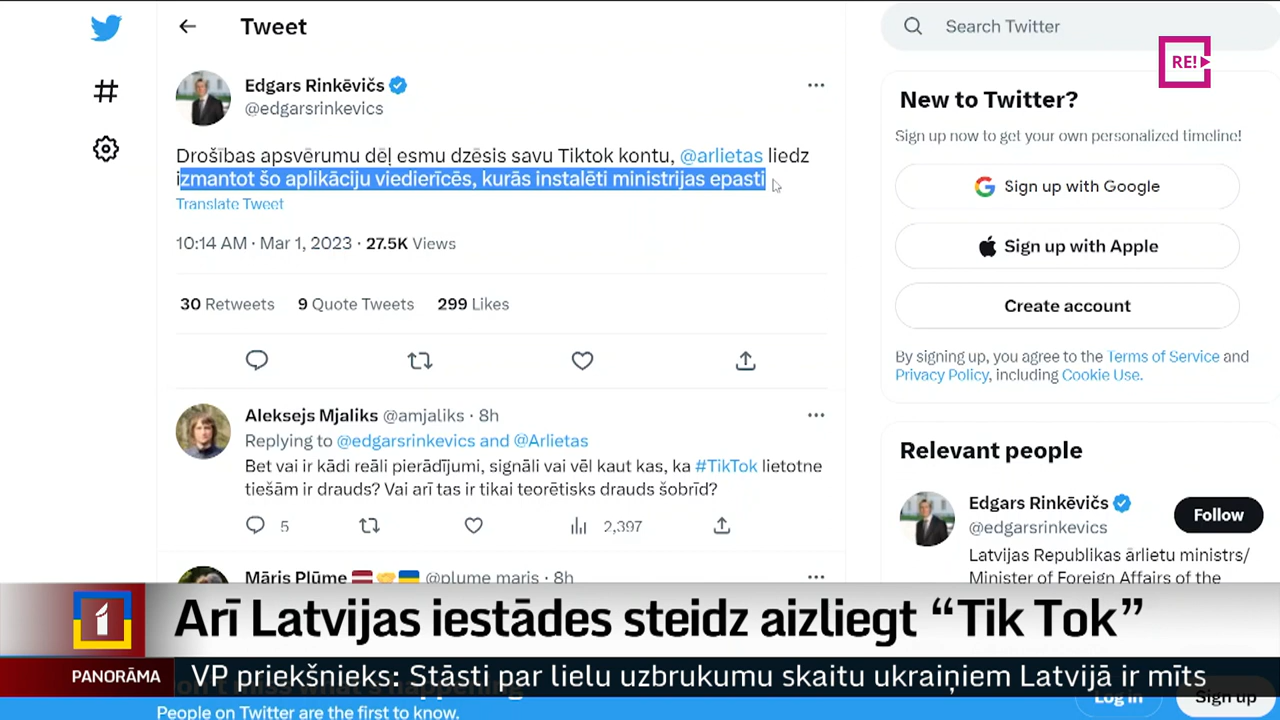 Tweet
Search Twitter
RE!
Edgars Rinkēvičs
@edgarsrinkevics
Drošības apsvērumu dēļ esmu dzēsis savu Tiktok kontu, @arlietas liedz
izmantot šo aplikāciju viedierīcēs, kurās instalēti ministrijas epasti
Translate Tweet
10:14 AM · Mar 1, 2023 · 27.5K Views
30 Retweets 9 Quote Tweets 299 Likes
Aleksejs Mjaliks @amjaliks · 8h
Replying to @edgarsrinkevics and @Arlietas
Bet vai ir kādi reāli pierādījumi, signāli vai vēl kaut kas, ka #TikTok lietotne
tiešām ir drauds? Vai arī tas ir tikai teorētisks drauds šobrīd?
5 2,397
Māris Plūme @plume_maris · 8h
New to Twitter?
Sign up now to get your own personalized timeline!
Sign up with Google
Sign up with Apple
Create account
By signing up, you agree to the Terms of Service and
Privacy Policy, including Cookie Use.
Relevant people
Edgars Rinkēvičs
@edgarsrinkevics
Follow
Latvijas Republikas ārlietu ministrs/
Minister of Foreign Affairs of the
1
Arī Latvijas iestādes steidz aizliegt “Tik Tok”
PANORĀMA
VP priekšnieks: Stāsti par lielu uzbrukumu skaitu ukraiņiem Latvijā ir mīts
People on Twitter are the first to know.
Log in
Sign up